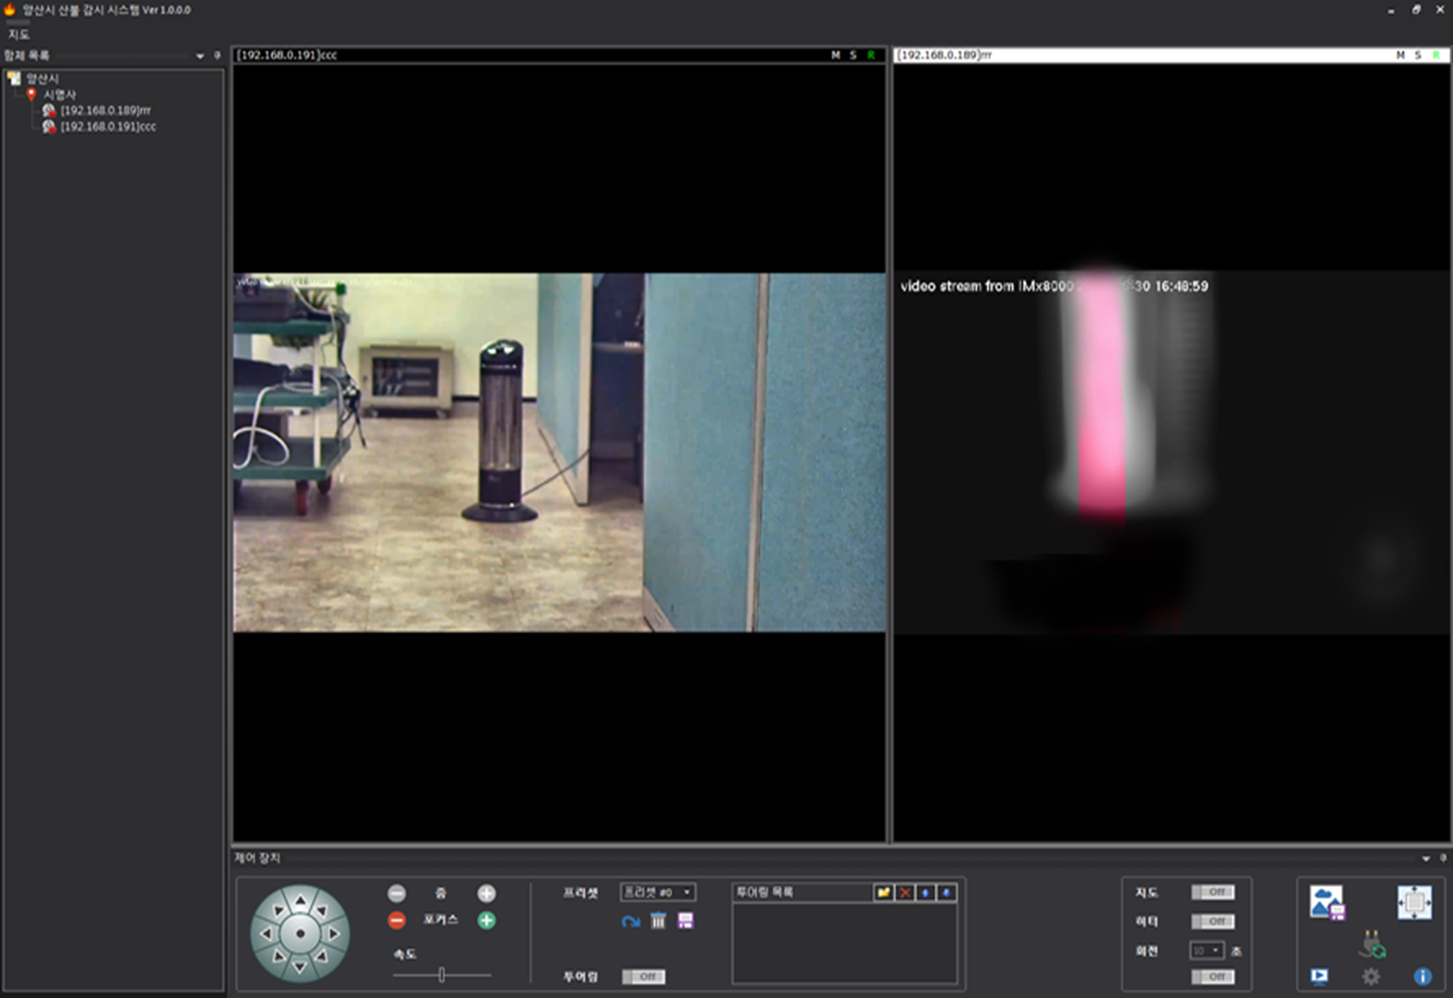 양산시 산불 감시 시스템 Ver 1.0.0.0
지도
함체 목록
양산시
시명사
[192.168.0.189]rrr
[192.168.0.191]ccc
[192.168.0.191]ccc M S R
[192.168.0.189]rrr M S R
video stream from IMx8000 30 16:48:59
제어 장치
줌
포커스
속도
프리셋 프리셋 #0
투어링 Off
투어링 목록
지도 Off
히터 Off
회전 10 초
Off